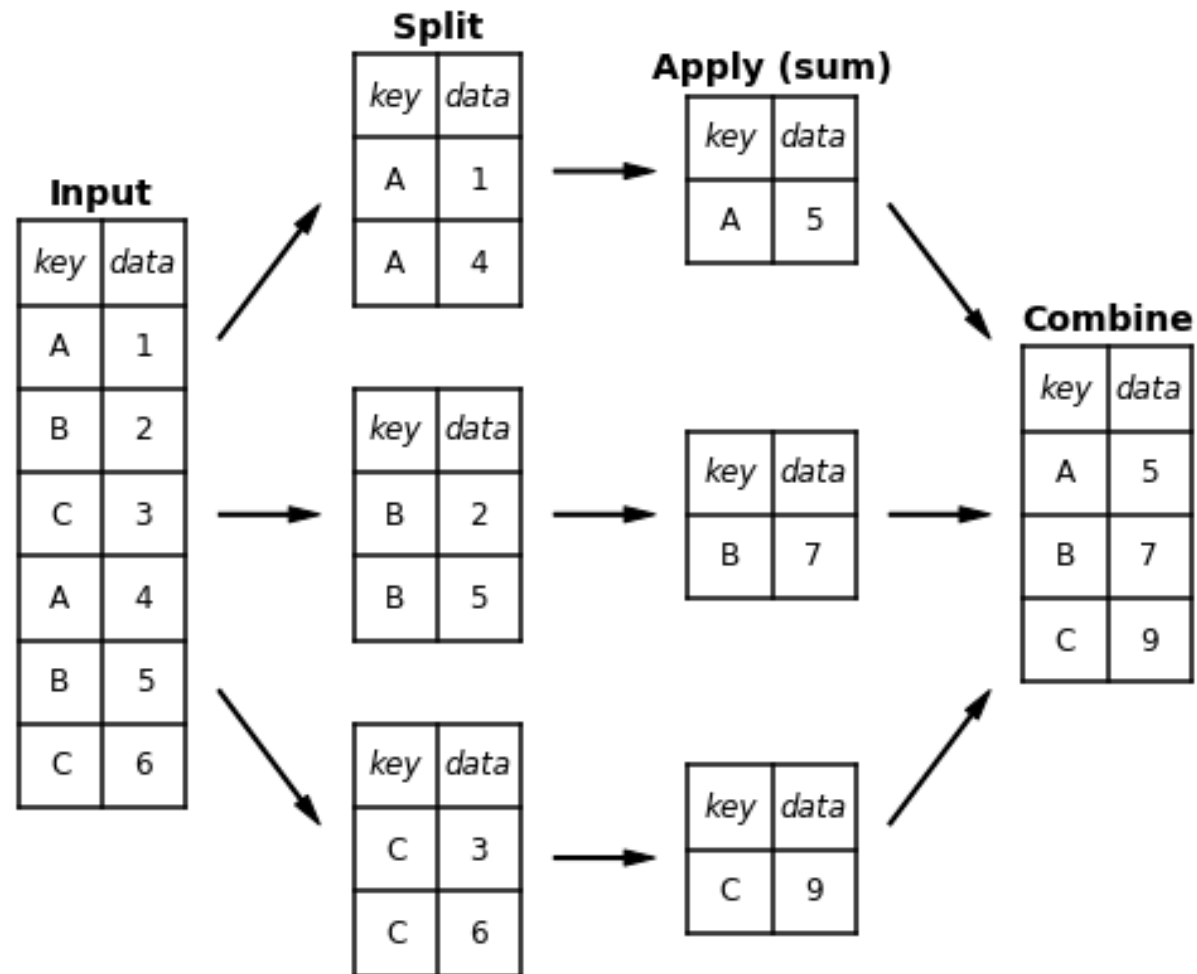 Input
key data
A 1
B 2
C 3
A 4
B 5
C 6
Split
key data
A 1
A 4
key data
B 2
B 5
key data
C 3
C 6
Apply (sum)
key data
A 5
key data
B 7
key data
C 9
Combine
key data
A 5
B 7
C 9